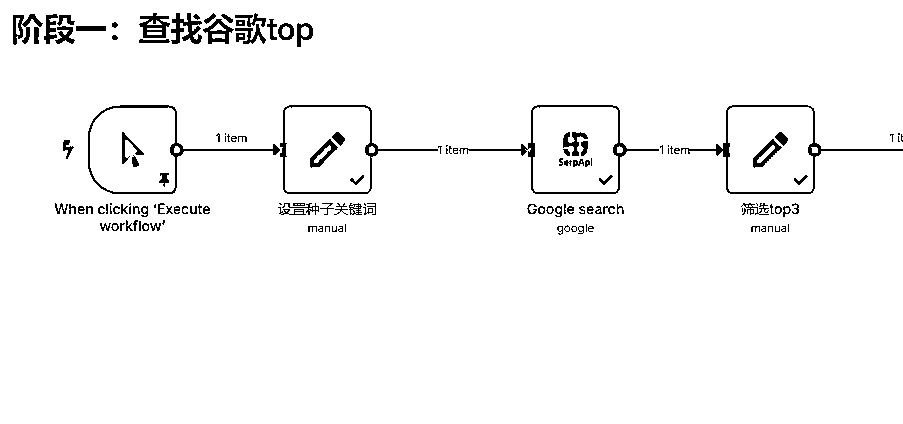 阶段一：查找谷歌top
1 item
1 item
1 item
SerpApi
When clicking ‘Execute
workflow’
设置种子关键词
manual
Google search
google
筛选top3
manual